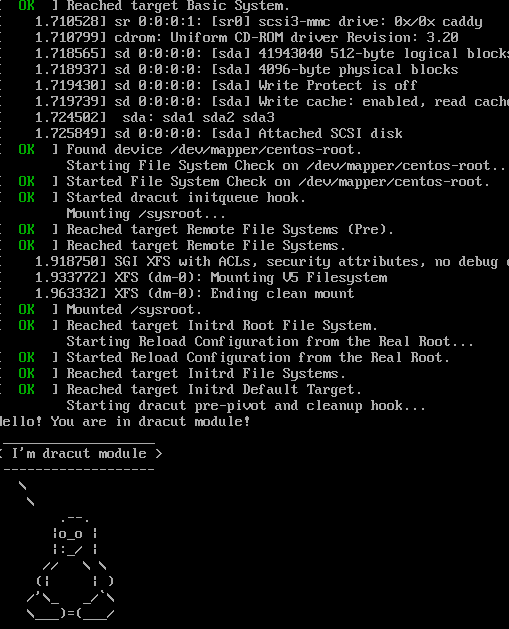 [  OK  ] Reached target Basic System.
[    1.710528] sr 0:0:0:1: [sr0] scsi3-mmc drive: 0x/0x caddy
[    1.710799] cdrom: Uniform CD-ROM driver Revision: 3.20
[    1.718565] sd 0:0:0:0: [sda] 41943040 512-byte logical blocks
[    1.718937] sd 0:0:0:0: [sda] 4096-byte physical blocks
[    1.719430] sd 0:0:0:0: [sda] Write Protect is off
[    1.719739] sd 0:0:0:0: [sda] Write cache: enabled, read cache
[    1.724502]  sda: sda1 sda2 sda3
[    1.725849] sd 0:0:0:0: [sda] Attached SCSI disk
[  OK  ] Found device /dev/mapper/centos-root.
         Starting File System Check on /dev/mapper/centos-root..
[  OK  ] Started File System Check on /dev/mapper/centos-root.
[  OK  ] Started dracut initqueue hook.
         Mounting /sysroot...
[  OK  ] Reached target Remote File Systems (Pre).
[  OK  ] Reached target Remote File Systems.
[    1.918750] SGI XFS with ACLs, security attributes, no debug
[    1.933772] XFS (dm-0): Mounting V5 Filesystem
[    1.963332] XFS (dm-0): Ending clean mount
[  OK  ] Mounted /sysroot.
[  OK  ] Reached target Initrd Root File System.
         Starting Reload Configuration from the Real Root...
[  OK  ] Started Reload Configuration from the Real Root.
[  OK  ] Reached target Initrd File Systems.
[  OK  ] Reached target Initrd Default Target.
         Starting dracut pre-pivot and cleanup hook...
Hello! You are in dracut module!
 ___________________
< I'm dracut module >
 -------------------
   \
    \
        .--.
       |o_o |
       |:_/ |
      //   \ \
     (|     | )
    /'\_   _/`\
    \___)=(___/